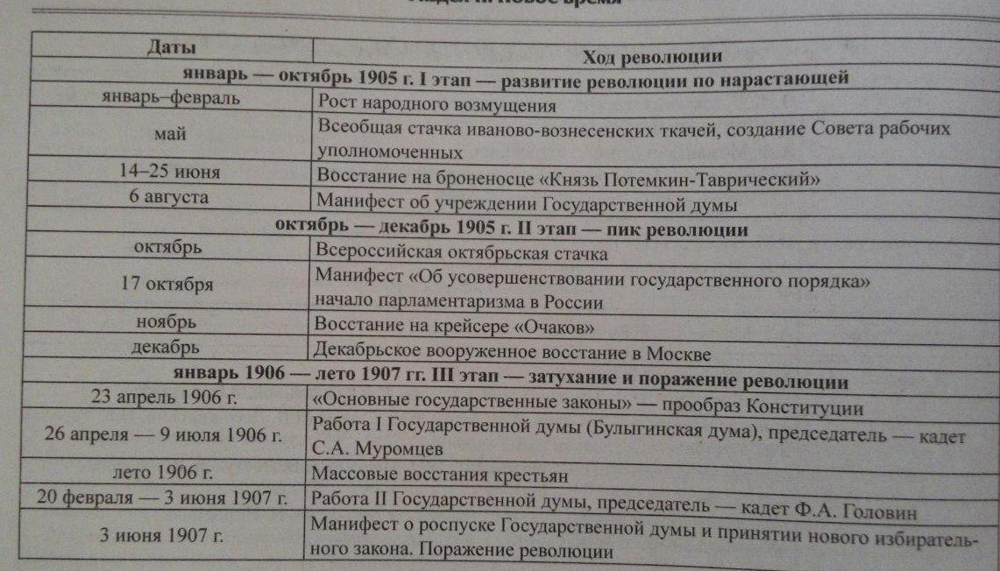 Даты Ход революции
январь — октябрь 1905 г. I этап — развитие революции по нарастающей
январь–февраль Рост народного возмущения
май Всеобщая стачка иваново-вознесенских ткачей, создание Совета рабочих
уполномоченных
14–25 июня Восстание на броненосце «Князь Потемкин-Таврический»
6 августа Манифест об учреждении Государственной думы
октябрь — декабрь 1905 г. II этап — пик революции
октябрь Всероссийская октябрьская стачка
17 октября Манифест «Об усовершенствовании государственного порядка»
начало парламентаризма в России
ноябрь Восстание на крейсере «Очаков»
декабрь Декабрьское вооруженное восстание в Москве
январь 1906 — лето 1907 гг. III этап — затухание и поражение революции
23 апрель 1906 г. «Основные государственные законы» — прообраз Конституции
26 апреля — 9 июля 1906 г. Работа I Государственной думы (Булыгинская дума), председатель — кадет
С.А. Муромцев
лето 1906 г. Массовые восстания крестьян
20 февраля — 3 июня 1907 г. Работа II Государственной думы, председатель — кадет Ф.А. Головин
3 июня 1907 г. Манифест о роспуске Государственной думы и принятии нового избиратель-
ного закона. Поражение революции